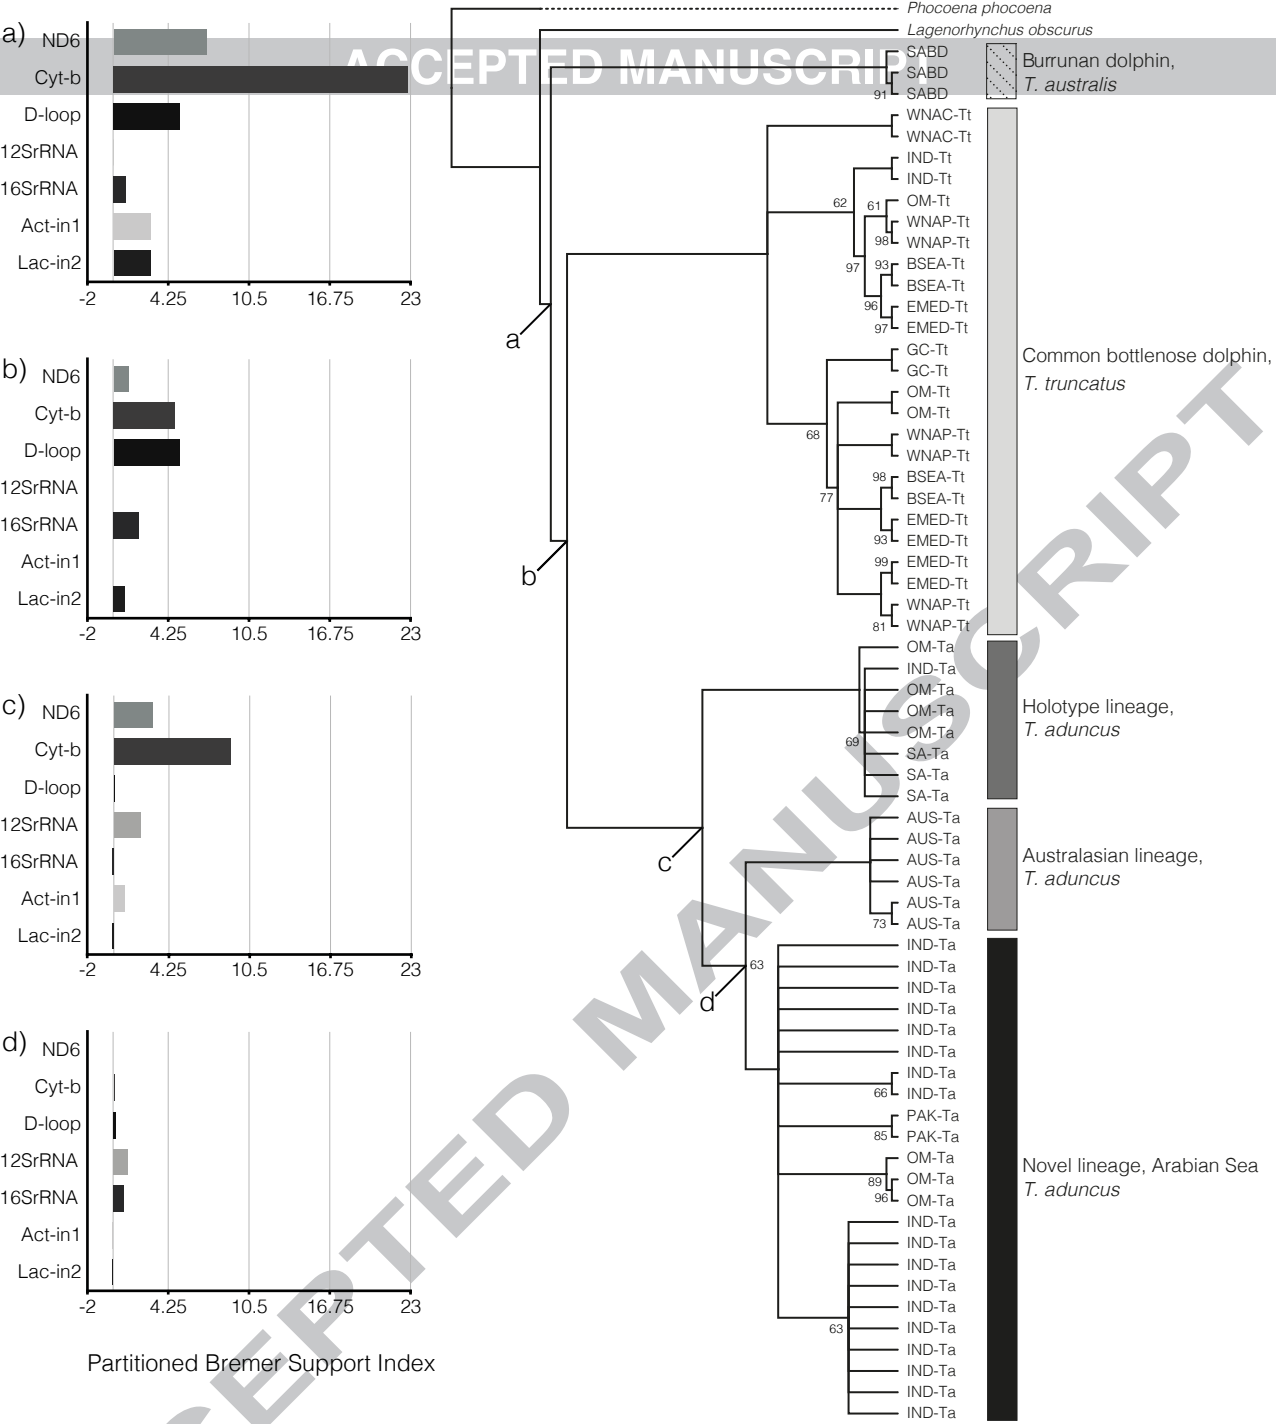 ACCEPTED MANUSCRIPT
a)
ND6
Cyt-b
D-loop
12SrRNA
16SrRNA
Act-in1
Lac-in2
-2 4.25 10.5 16.75 23
b)
ND6
Cyt-b
D-loop
12SrRNA
16SrRNA
Act-in1
Lac-in2
-2 4.25 10.5 16.75 23
c)
ND6
Cyt-b
D-loop
12SrRNA
16SrRNA
Act-in1
Lac-in2
-2 4.25 10.5 16.75 23
d)
ND6
Cyt-b
D-loop
12SrRNA
16SrRNA
Act-in1
Lac-in2
-2 4.25 10.5 16.75 23
Partitioned Bremer Support Index
Phocoena phocoena
Lagenorhynchus obscurus
SABD
SABD
91 SABD
WNAC-Tt
WNAC-Tt
IND-Tt
IND-Tt
62 61 OM-Tt
WNAP-Tt
98 WNAP-Tt
97 93 BSEA-Tt
BSEA-Tt
96 EMED-Tt
97 EMED-Tt
a
GC-Tt
GC-Tt
OM-Tt
OM-Tt
68 WNAP-Tt
WNAP-Tt
98 BSEA-Tt
77 BSEA-Tt
EMED-Tt
93 EMED-Tt
99 EMED-Tt
b
EMED-Tt
WNAP-Tt
81 WNAP-Tt
OM-Ta
IND-Ta
OM-Ta
OM-Ta
OM-Ta
69
SA-Ta
SA-Ta
SA-Ta
AUS-Ta
AUS-Ta
c
AUS-Ta
AUS-Ta
AUS-Ta
73 AUS-Ta
IND-Ta
63 IND-Ta
IND-Ta
d
IND-Ta
IND-Ta
IND-Ta
IND-Ta
66 IND-Ta
PAK-Ta
85 PAK-Ta
OM-Ta
89 OM-Ta
96 OM-Ta
IND-Ta
IND-Ta
IND-Ta
IND-Ta
IND-Ta
63 IND-Ta
IND-Ta
IND-Ta
IND-Ta
IND-Ta
Burrunan dolphin,
T. australis
Common bottlenose dolphin,
T. truncatus
Holotype lineage,
T. aduncus
Australasian lineage,
T. aduncus
Novel lineage, Arabian Sea
T. aduncus
CEPTED MANUSCRIPT